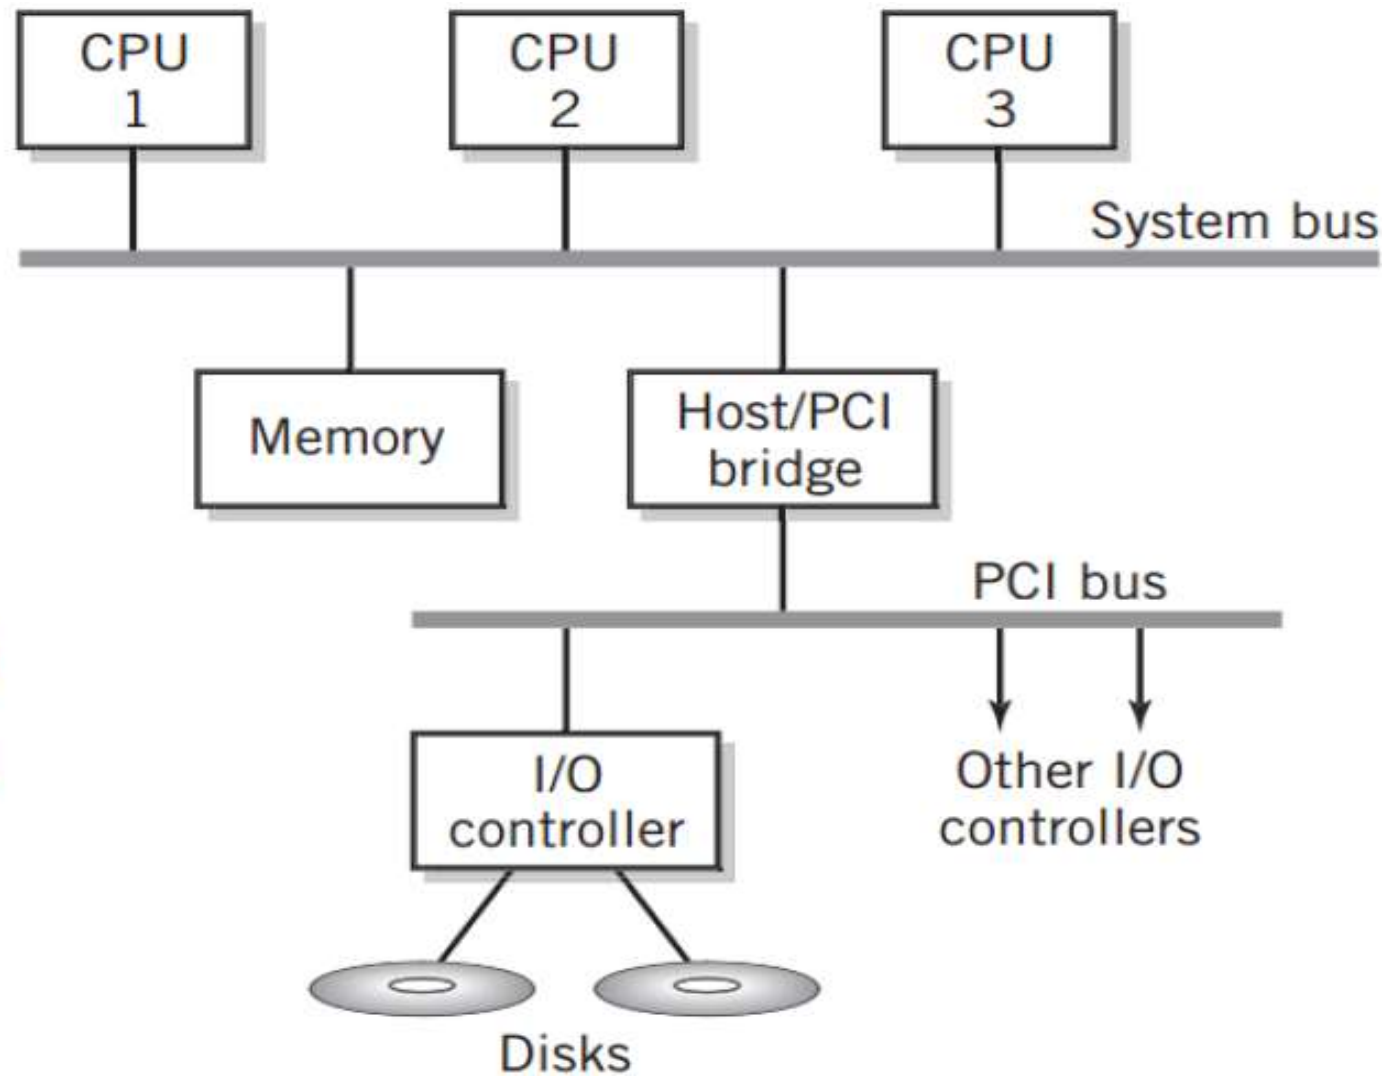 CPU
1
CPU
2
CPU
3
System bus
Memory
Host/PCI
bridge
PCI bus
I/O
controller
Other I/O
controllers
Disks